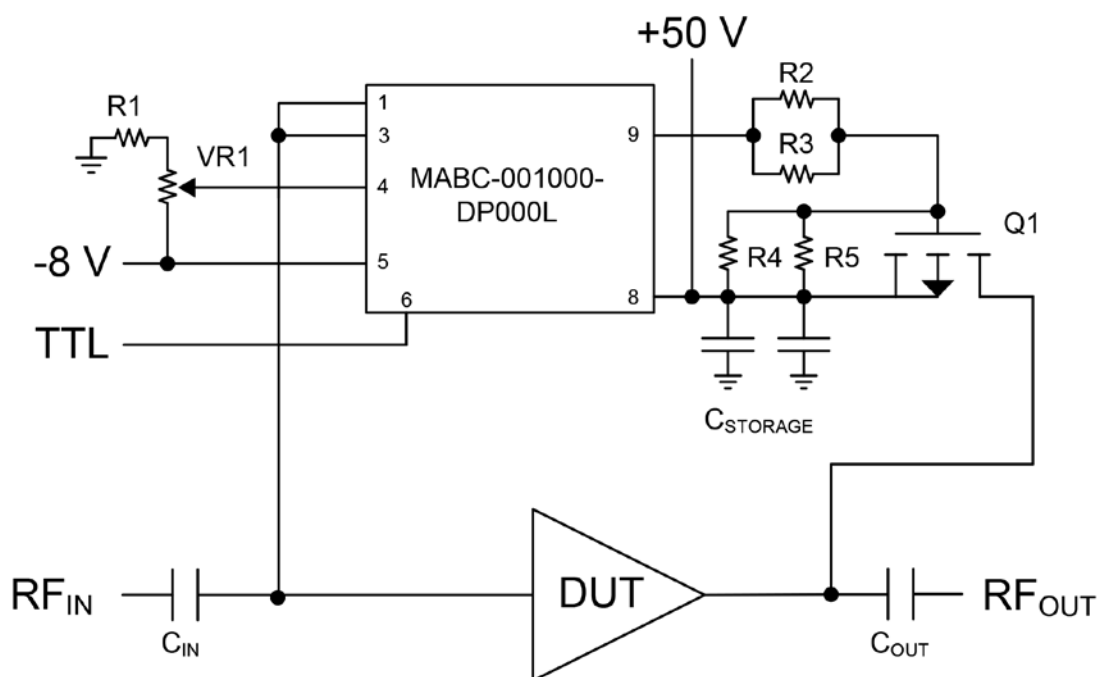 +50 V
R2
R1
1
3
9
R3
VR1
4
MABC-001000-
DP000L
Q1
-8 V
5
R4
R5
6
8
TTL
CSTORAGE
RFIN
DUT
RFOUT
CIN
COUT